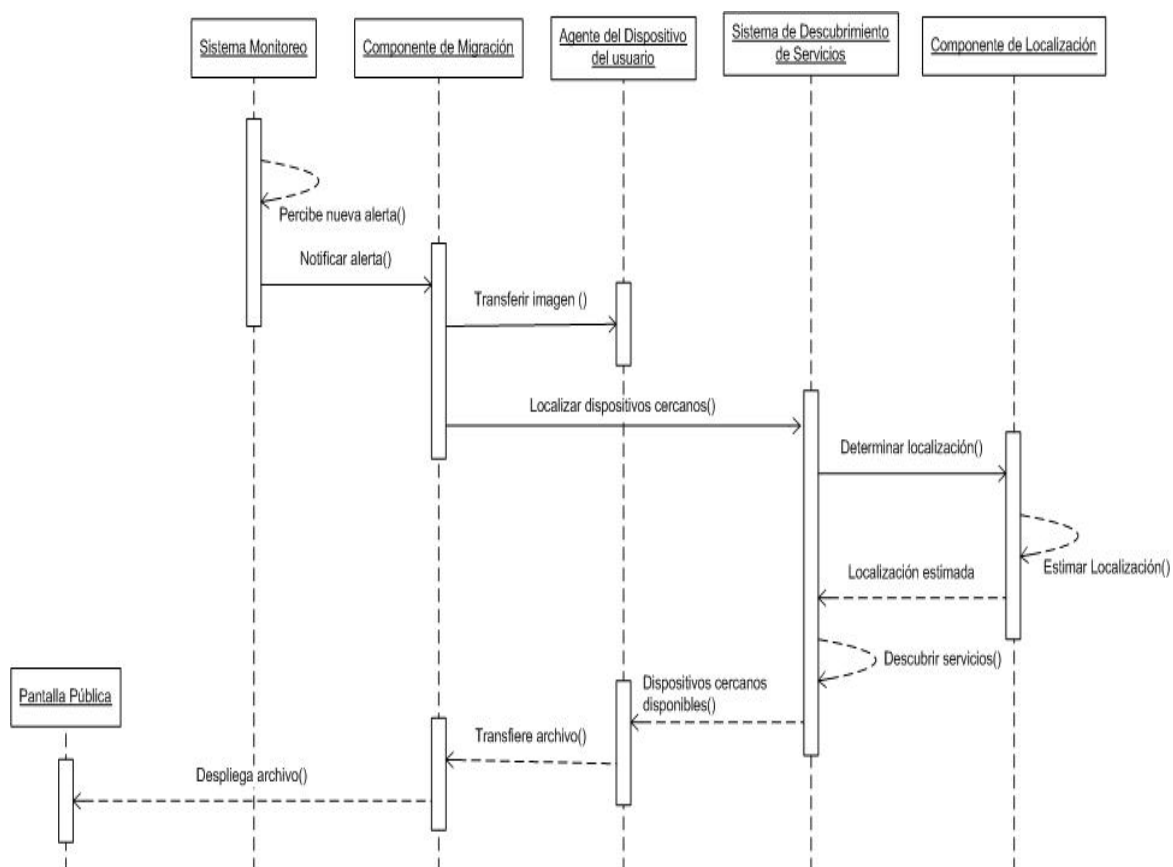 Sistema Monitoreo
Componente de Migración
Agente del Dispositivo
del usuario
Sistema de Descubrimiento
de Servicios
Componente de Localización
Percibe nueva alerta()
Notificar alerta()
Transferir imagen ()
Localizar dispositivos cercanos()
Determinar localización()
Estimar Localización()
Localización estimada
Descubrir servicios()
Dispositivos cercanos
disponibles()
Pantalla Pública
Transfiere archivo()
Despliega archivo()